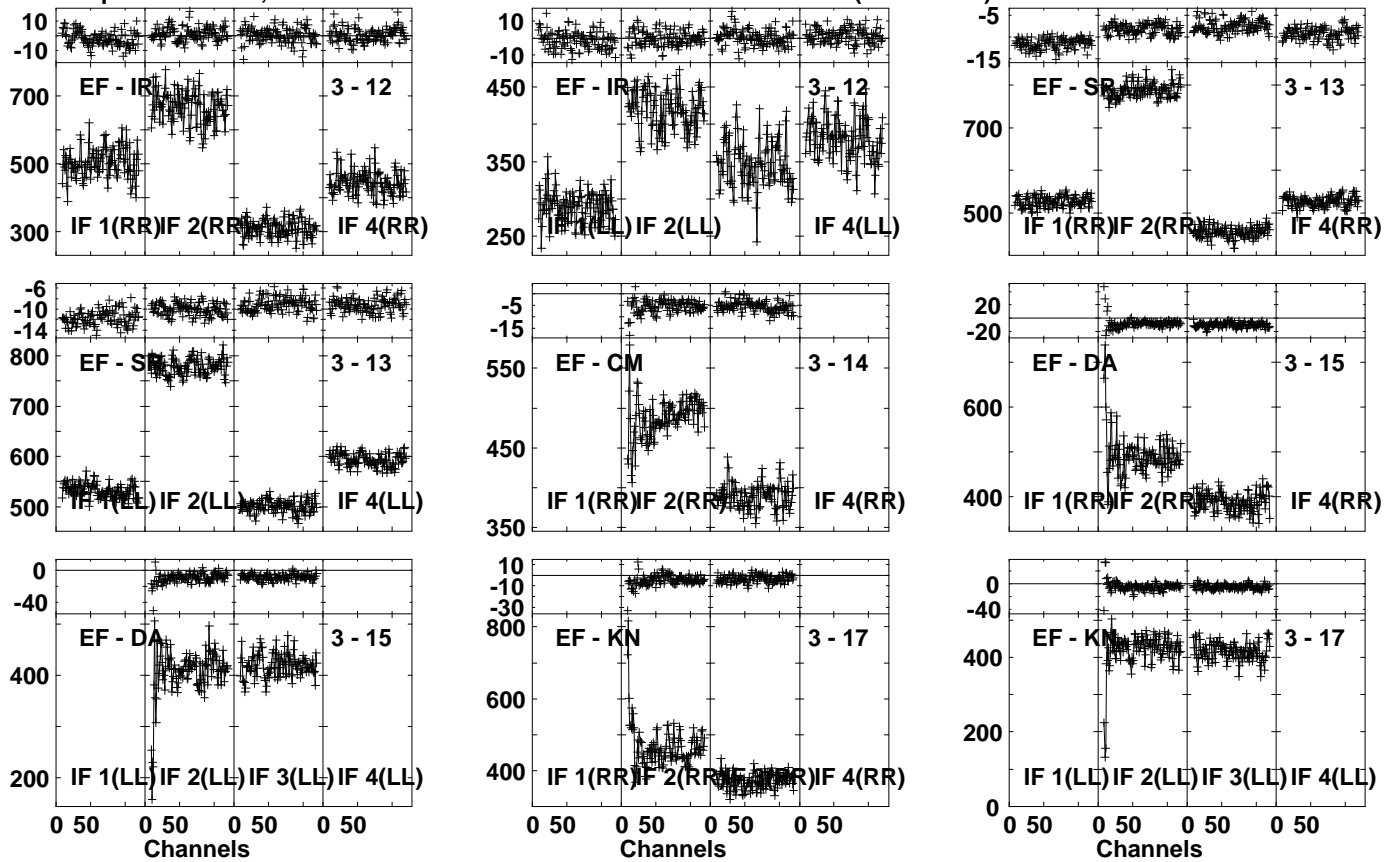 10
-10
EF - IR
3 - 12
700
500
300
IF 1(RR)
IF 2(RR)
IF 4(RR)
10
-10
EF - IR
3 - 12
450
350
250
IF 1(LL)
IF 2(LL)
IF 4(LL)
-5
-15
EF - SR
3 - 13
700
500
IF 1(RR)
IF 2(RR)
IF 4(RR)
-6
-10
-14
EF - SR
3 - 13
800
700
600
500
IF 1(LL)
IF 2(LL)
IF 4(LL)
-5
-15
EF - CM
3 - 14
550
450
350
IF 1(RR)
IF 2(RR)
IF 4(RR)
20
-20
EF - DA
3 - 15
600
400
IF 1(RR)
IF 2(RR)
IF 4(RR)
0
-40
EF - DA
3 - 15
400
200
IF 1(LL)
IF 2(LL)
IF 3(LL)
IF 4(LL)
0 50 0 50 0 50 0 50
Channels
10
-10
-30
EF - KN
3 - 17
800
600
400
IF 1(RR)
IF 2(RR)
IF 4(RR)
0 50 0 50 0 50 0 50
Channels
0
-40
EF - KN
3 - 17
400
200
0
IF 1(LL)
IF 2(LL)
IF 3(LL)
IF 4(LL)
0 50 0 50 0 50 0 50
Channels